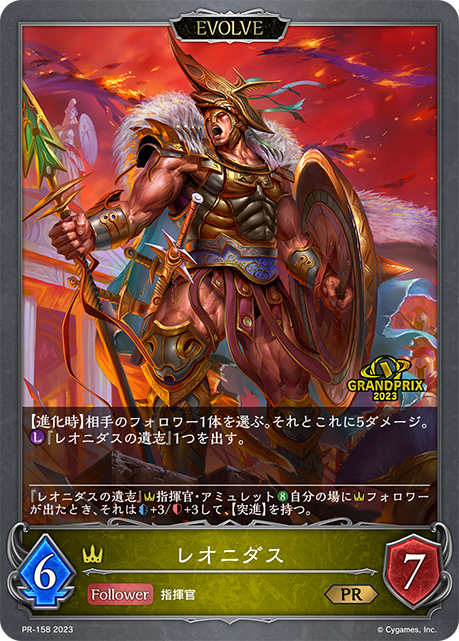 EVOLVE
GRANDPRIX
2023
【進化時】相手のフォロワー1体を選ぶ。それとこれに5ダメージ。
L『レオニダスの遺志』1つを出す。
『レオニダスの遺志』指揮官・アミュレット8自分の場にフォロワー
が出たとき、それは+3/+3して、【突進】を持つ。
6
レオニダス
7
Follower 指揮官
PR
PR-158 2023
© Cygames, Inc.